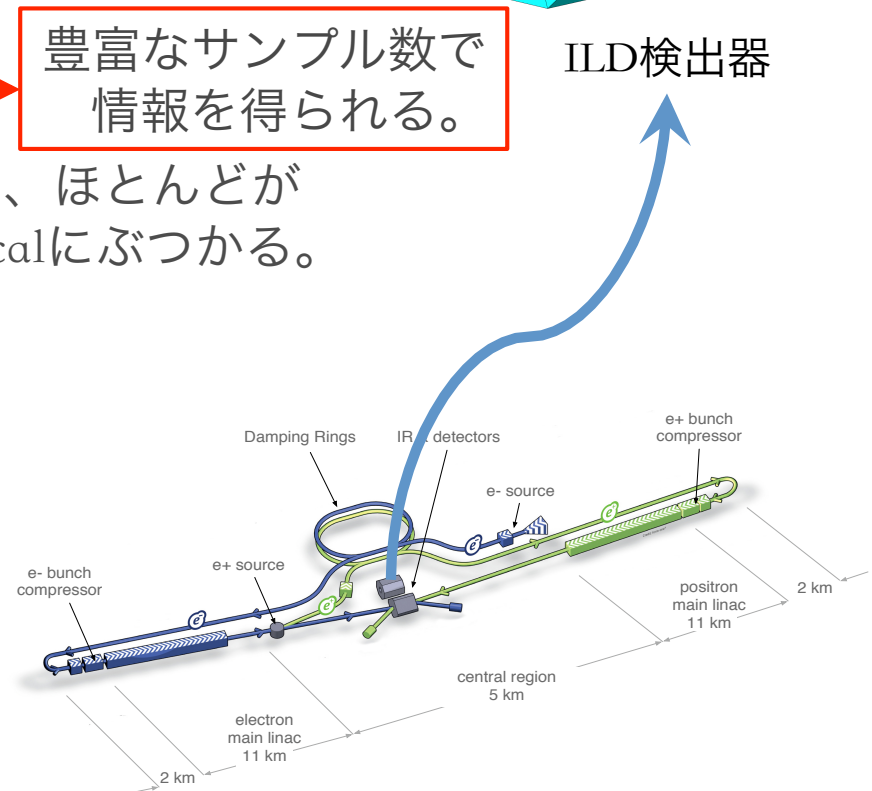 豊富なサンプル数で
情報を得られる。
ILD検出器
、ほとんどが
calにぶつかる。
Damping Rings
IR & detectors
e+ bunch
compressor
e- source
e- bunch
compressor
e+ source
positron
main linac
11 km
2 km
central region
5 km
electron
main linac
11 km
2 km